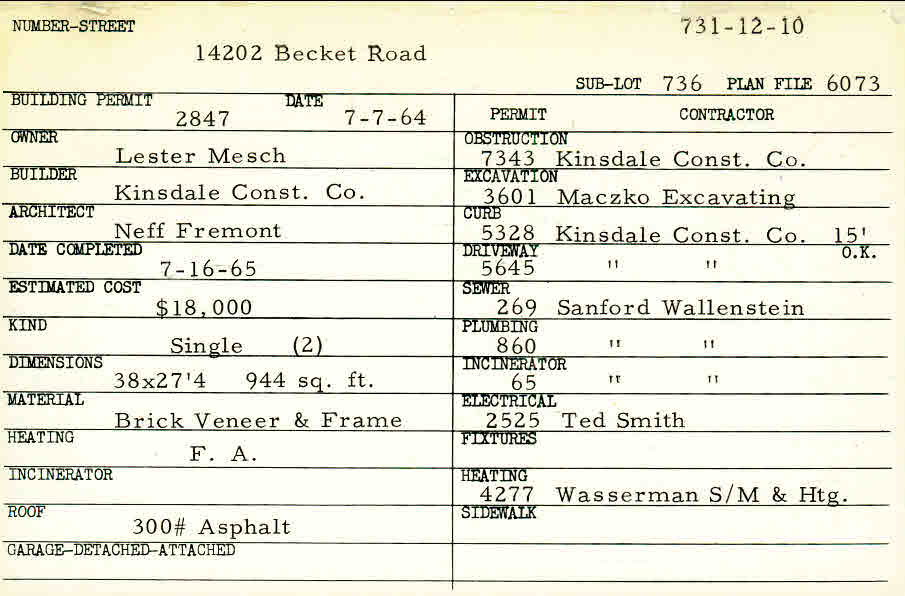 NUMBER-STREET 731-12-10
14202 Becket Road
SUB-LOT 736 PLAN FILE 6073
BUILDING PERMIT DATE
2847 7-7-64
OWNER
Lester Mesch
BUILDER
Kinsdale Const. Co.
ARCHITECT
Neff Fremont
DATE COMPLETED
7-16-65
ESTIMATED COST
$18,000
KIND
Single (2)
DIMENSIONS
38x27'4 944 sq. ft.
MATERIAL
Brick Veneer & Frame
HEATING
F. A.
INCINERATOR
ROOF
300# Asphalt
GARAGE-DETACHED-ATTACHED
PERMIT CONTRACTOR
OBSTRUCTION
7343 Kinsdale Const. Co.
EXCAVATION
3601 Maczko Excavating
CURB
5328 Kinsdale Const. Co. 15'
DRIVEWAY O.K.
5645 " "
SEWER
269 Sanford Wallenstein
PLUMBING
860 " "
INCINERATOR
65 " "
ELECTRICAL
2525 Ted Smith
FIXTURES
HEATING
4277 Wasserman S/M & Htg.
SIDEWALK